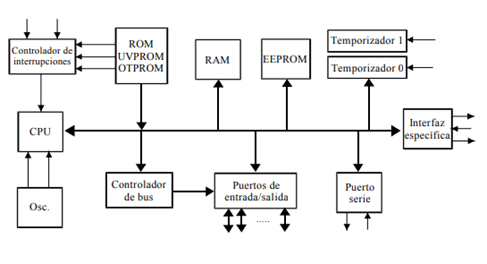 Controlador de
interrupciones
ROM
UVPROM
OTPROM
RAM
EEPROM
Temporizador 1
Temporizador 0
CPU
Interfaz
específica
Controlador
de bus
Puertos de
entrada/salida
.....
Puerto
serie
Osc.